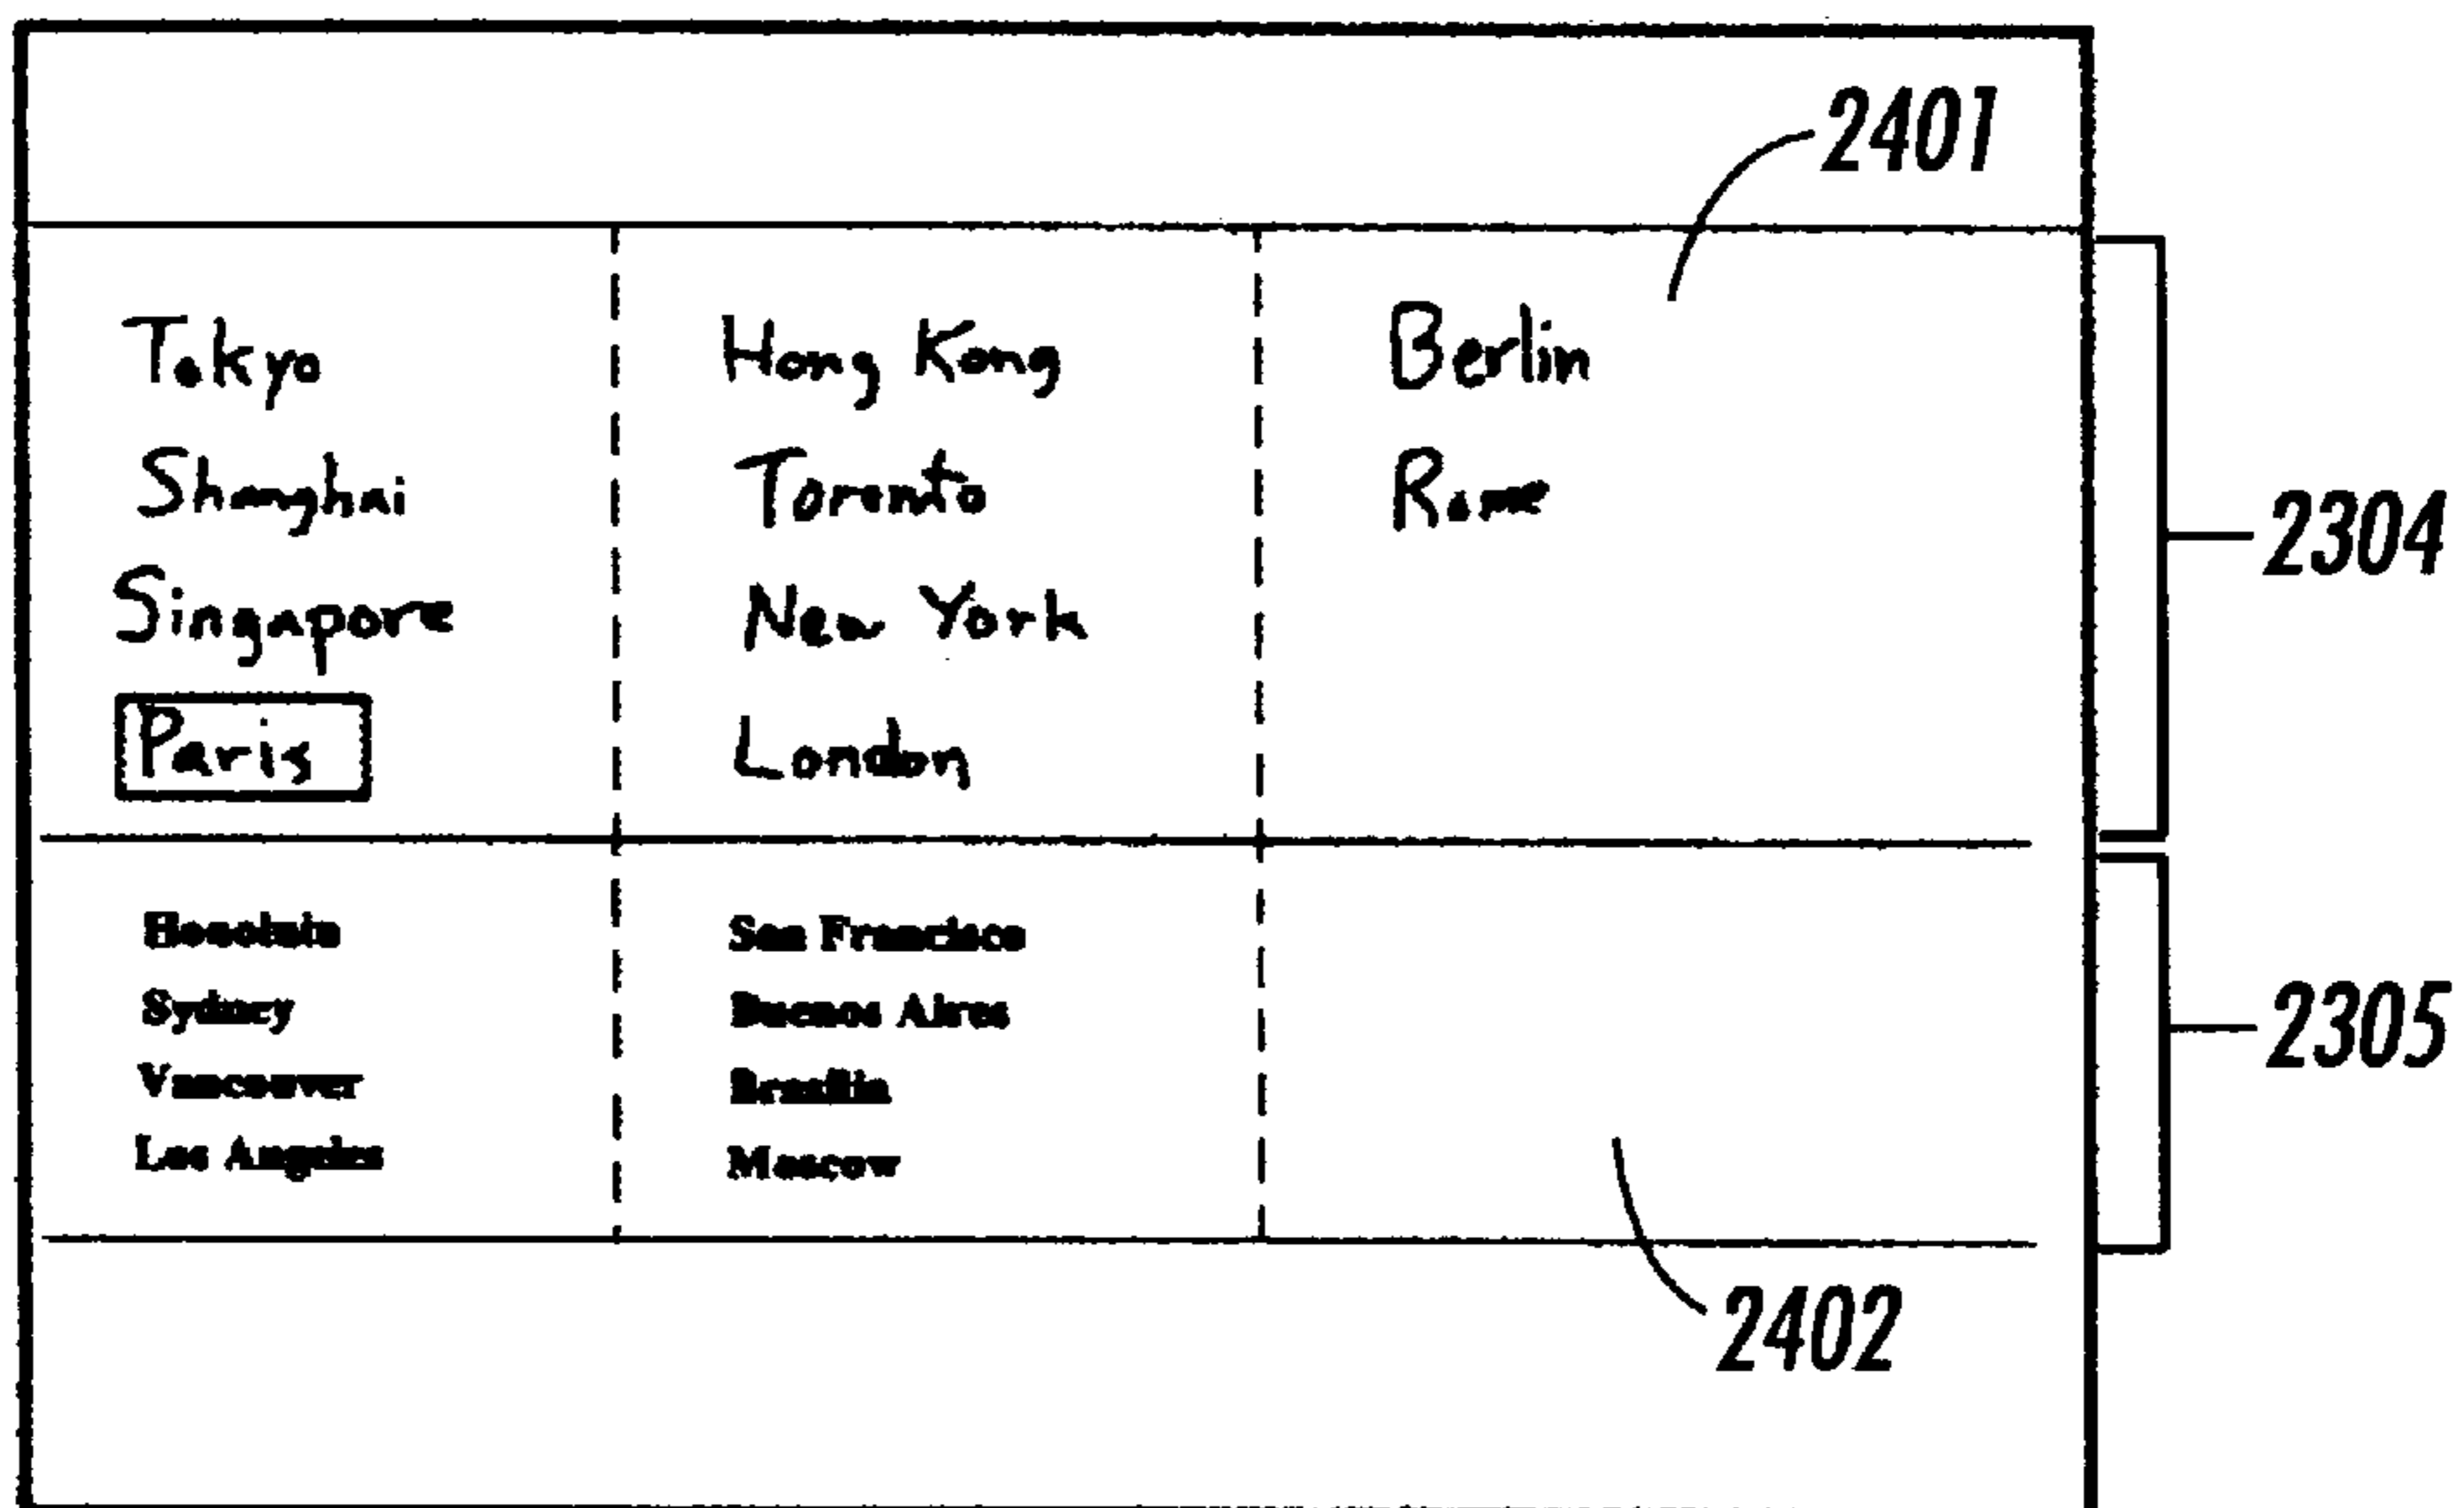 2401
Tokyo
Shanghai
Singapore
Paris
Hong Kong
Toronto
New York
London
Berlin
Rome
2304
Honolulu
Sydney
Vancouver
Los Angeles
San Francisco
Buenos Aires
Brasilia
Moscow
2305
2402